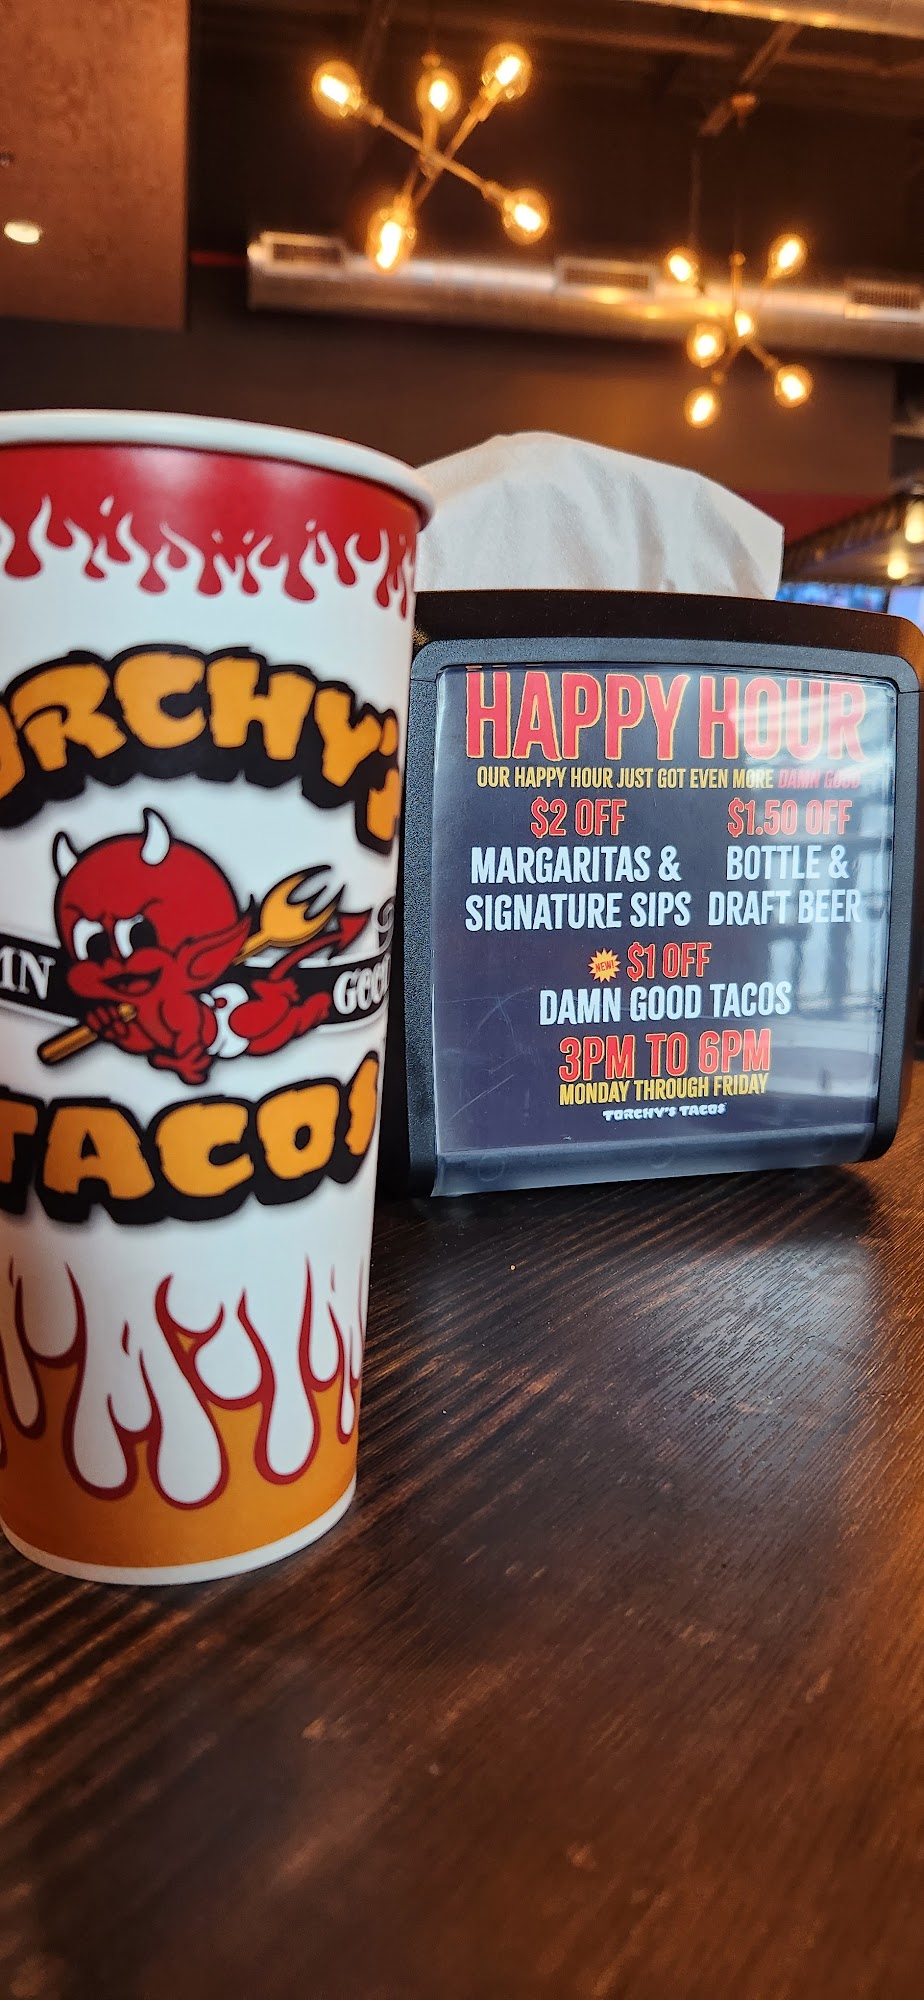 ORCHY'S
MN GOOD
TACOS
HAPPY HOUR
OUR HAPPY HOUR JUST GOT EVEN MORE DAMN GOOD
$2 OFF
MARGARITAS &
SIGNATURE SIPS
$1.50 OFF
BOTTLE &
DRAFT BEER
NEW! $1 OFF
DAMN GOOD TACOS
3PM TO 6PM
MONDAY THROUGH FRIDAY
TORCHY'S TACOS